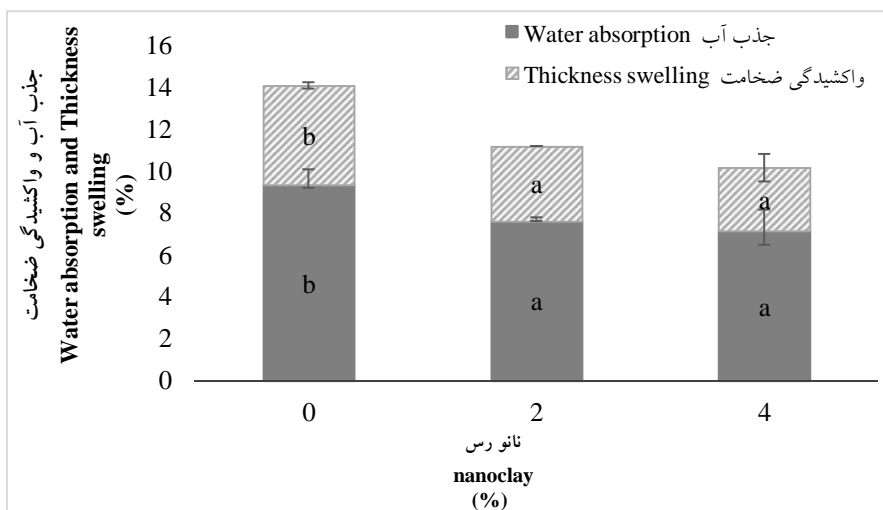 جذب آب و واکشیدگی ضخامت
Water absorption and Thickness
swelling
(%)
16
14
12
10
8
6
4
2
0
Water absorption جذب آب
Thickness swelling واکشیدگی ضخامت
b
a
a
b
a
a
0 2 4
نانو رس
nanoclay
(%)